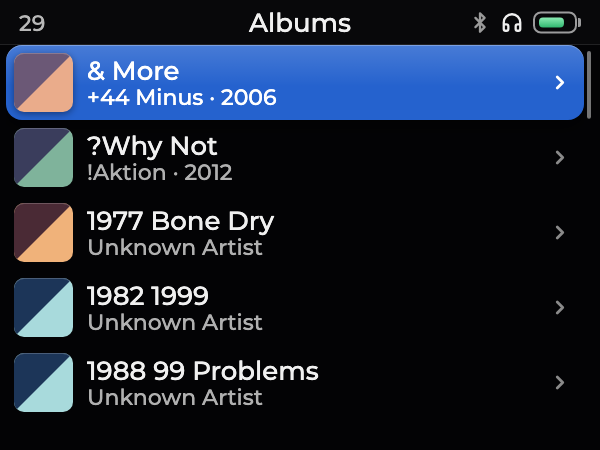 29
Albums
& More
+44 Minus · 2006
?Why Not
!Aktion · 2012
1977 Bone Dry
Unknown Artist
1982 1999
Unknown Artist
1988 99 Problems
Unknown Artist